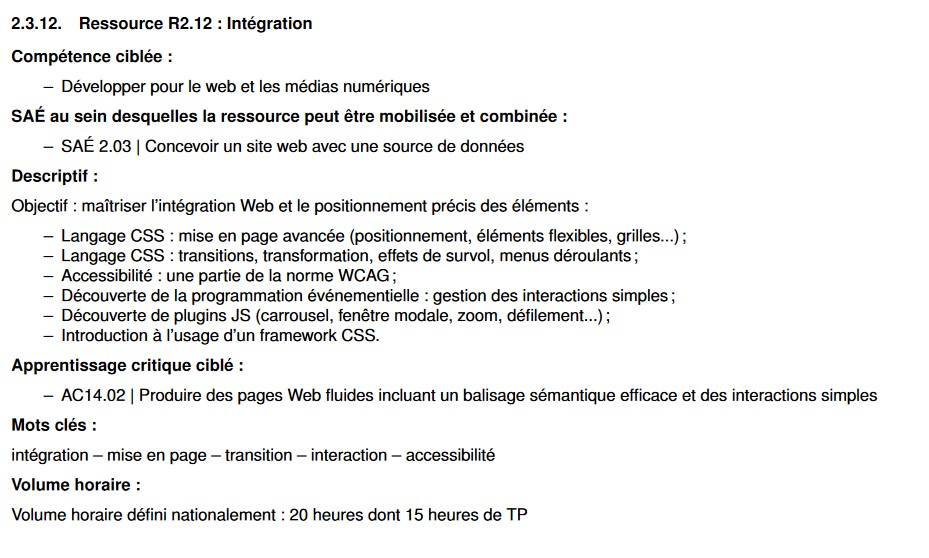 2.3.12. Ressource R2.12 : Intégration
Compétence ciblée :
– Développer pour le web et les médias numériques
SAÉ au sein desquelles la ressource peut être mobilisée et combinée :
– SAÉ 2.03 | Concevoir un site web avec une source de données
Descriptif :
Objectif : maîtriser l'intégration Web et le positionnement précis des éléments :
– Langage CSS : mise en page avancée (positionnement, éléments flexibles, grilles...) ;
– Langage CSS : transitions, transformation, effets de survol, menus déroulants ;
– Accessibilité : une partie de la norme WCAG ;
– Découverte de la programmation événementielle : gestion des interactions simples ;
– Découverte de plugins JS (carrousel, fenêtre modale, zoom, défilement...) ;
– Introduction à l'usage d'un framework CSS.
Apprentissage critique ciblé :
– AC14.02 | Produire des pages Web fluides incluant un balisage sémantique efficace et des interactions simples
Mots clés :
intégration – mise en page – transition – interaction – accessibilité
Volume horaire :
Volume horaire défini nationalement : 20 heures dont 15 heures de TP